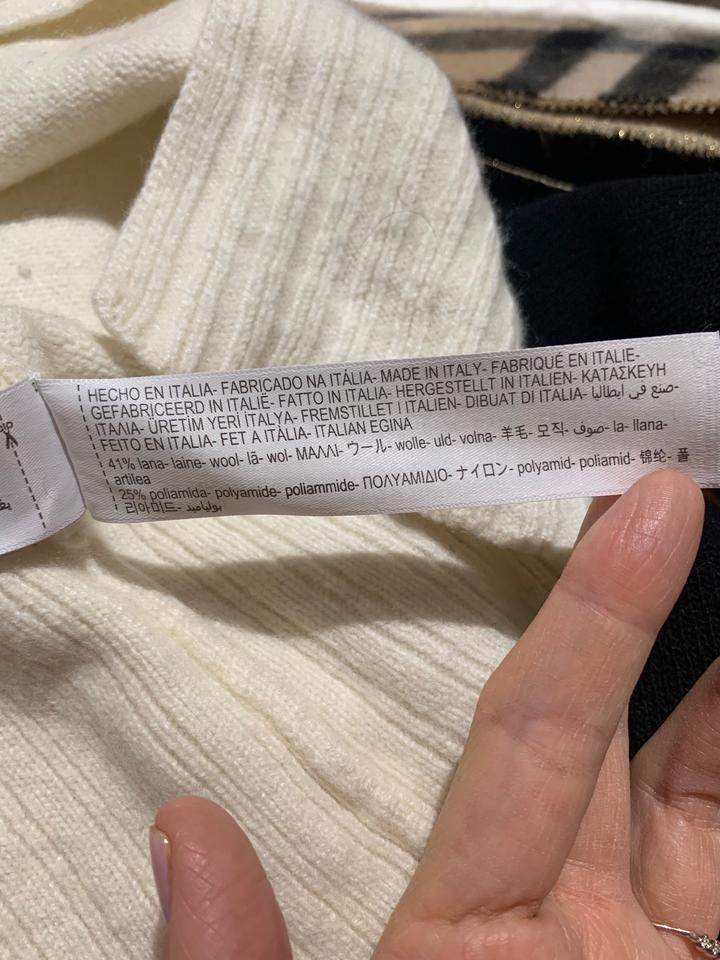 HECHO EN ITALIA- FABRICADO NA ITÁLIA- MADE IN ITALY- FABRIQUÉ EN ITALIE-
GEFABRICEERD IN ITALIË- FATTO IN ITALIA- HERGESTELLT IN ITALIEN- ΚΑΤΑΣΚΕΥΗ
ΙΤΑΛΙΑ- ÜRETİM YERİ İTALYA- FREMSTILLET I ITALIEN- DIBUAT DI ITALIA- صنع في ايطاليا-
FEITO EN ITALIA- FET A ITÀLIA- ITALIAN EGINA
41% lana- laine- wool- lã- wol- ΜΑΛΛΙ- ウール- wolle- uld- volna- 羊毛- 모직- صوف- la- llana-
artilea
25% poliamida- polyamide- poliammide- ΠΟΛΥΑΜΙΔΙΟ- ナイロン- polyamid- poliamid- 锦纶- 폴
리아미드- بولياميد